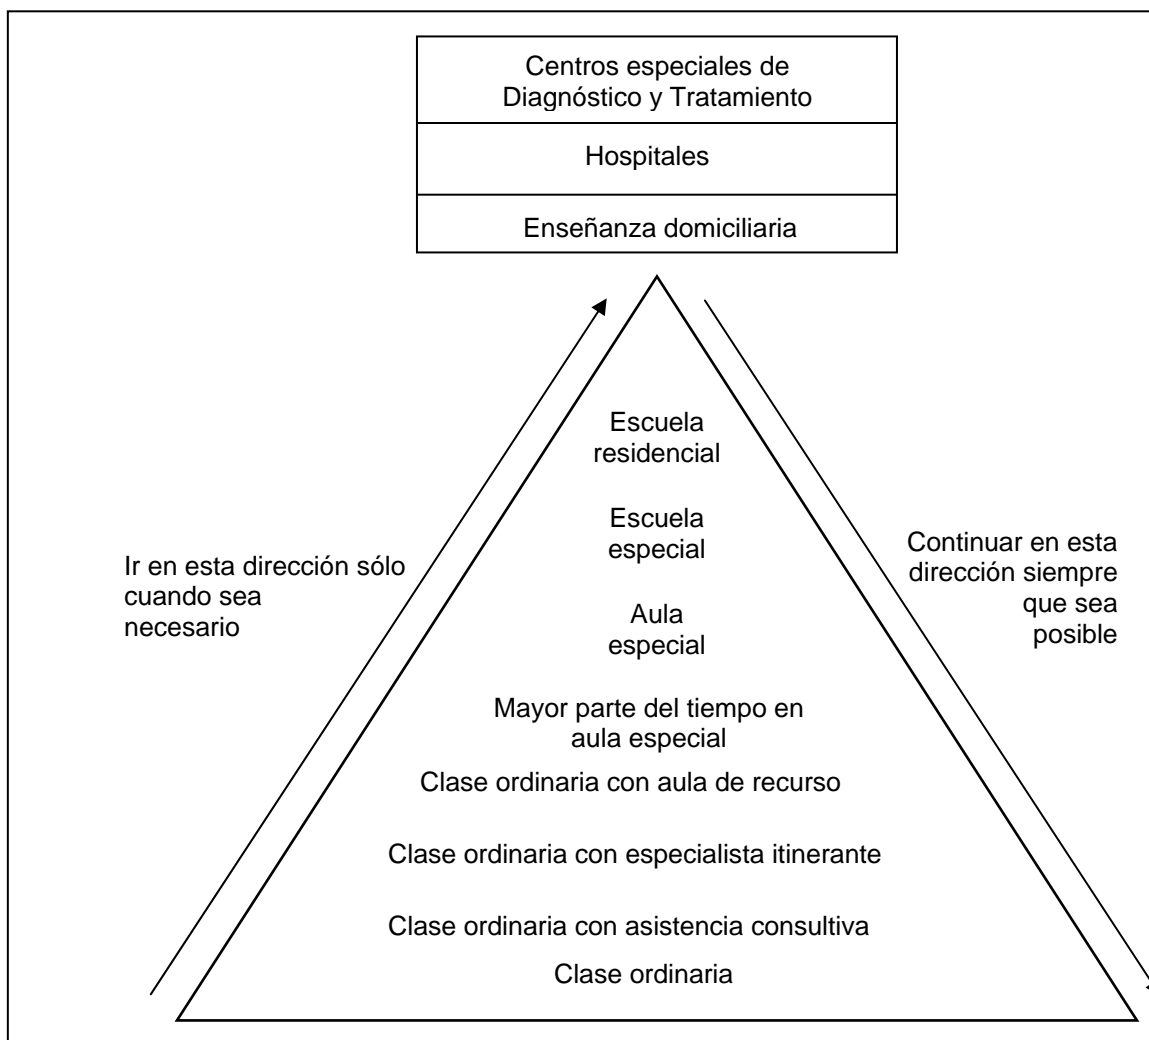 Centros especiales de
Diagnóstico y Tratamiento
Hospitales
Enseñanza domiciliaria
Escuela
residencial
Escuela
especial
Ir en esta dirección sólo
cuando sea
necesario
Continuar en esta
dirección siempre
que sea
posible
Aula
especial
Mayor parte del tiempo en
aula especial
Clase ordinaria con aula de recurso
Clase ordinaria con especialista itinerante
Clase ordinaria con asistencia consultiva
Clase ordinaria